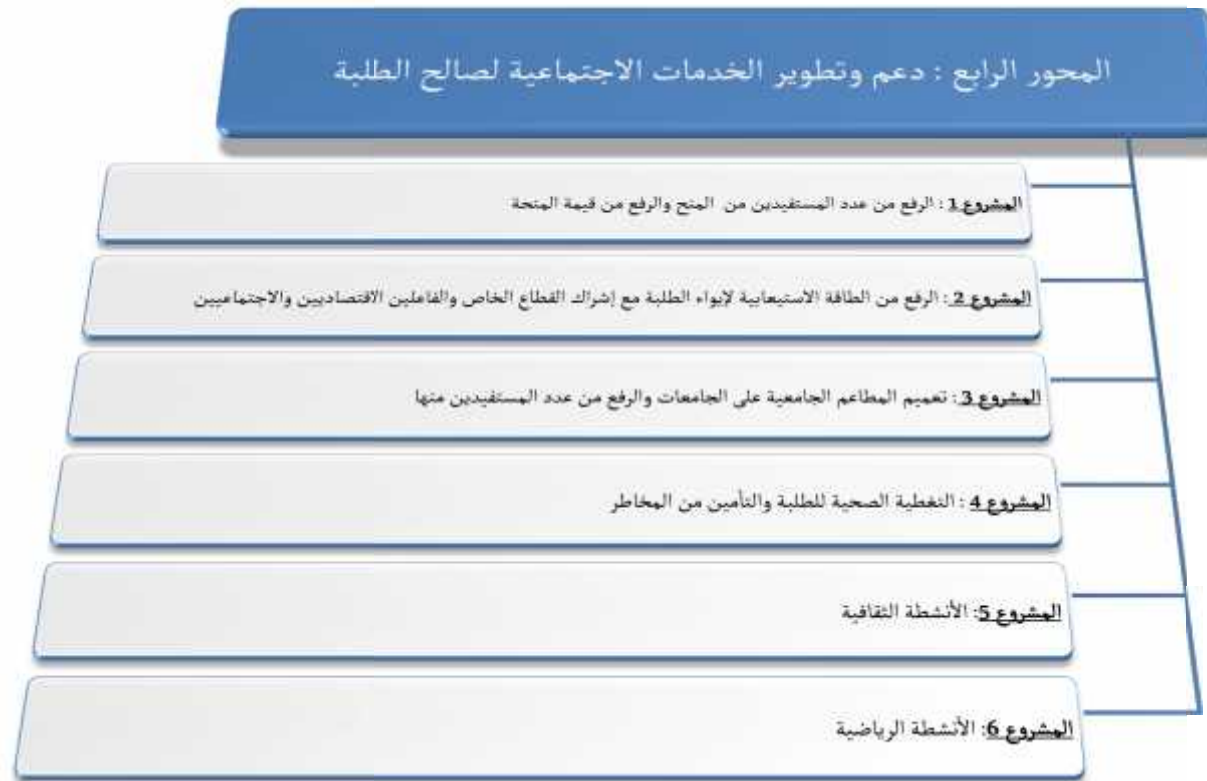 المحور الرابع : دعم وتطوير الخدمات الاجتماعية لصالح الطلبة
المشروع 1 : الرفع من عدد المستفيدين من المنح والرفع من قيمة المنحة
المشروع 2 : الرفع من الطاقة الاستيعابية لإيواء الطلبة مع إشراك القطاع الخاص والفاعلين الاقتصاديين والاجتماعيين
المشروع 3 : تعميم المطاعم الجامعية على الجامعات والرفع من عدد المستفيدين منها
المشروع 4 : التغطية الصحية للطلبة والتأمين من المخاطر
المشروع 5: الأنشطة الثقافية
المشروع 6: الأنشطة الرياضية